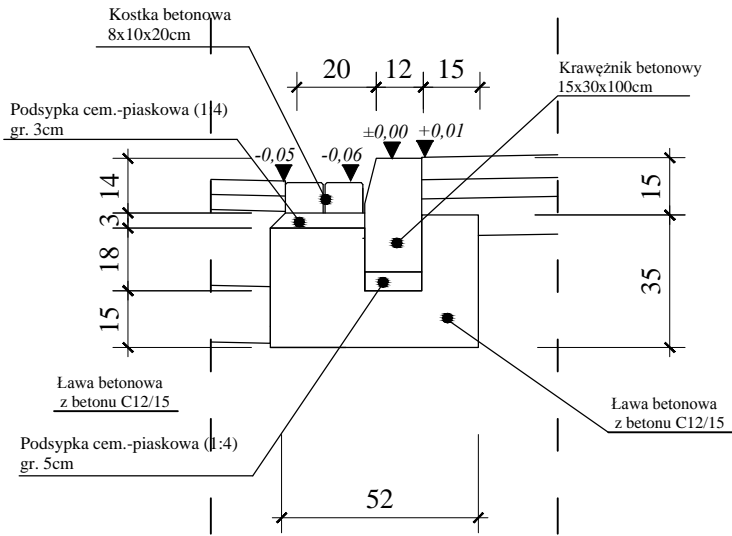 Kostka betonowa
8x10x20cm
20
12
15
Krawężnik betonowy
15x30x100cm
Podsypka cem.-piaskowa (1:4)
gr. 3cm
±0,00
+0,01
-0,05
-0,06
14
3
18
15
15
35
Ława betonowa
z betonu C12/15
Ława betonowa
z betonu C12/15
Podsypka cem.-piaskowa (1:4)
gr. 5cm
52